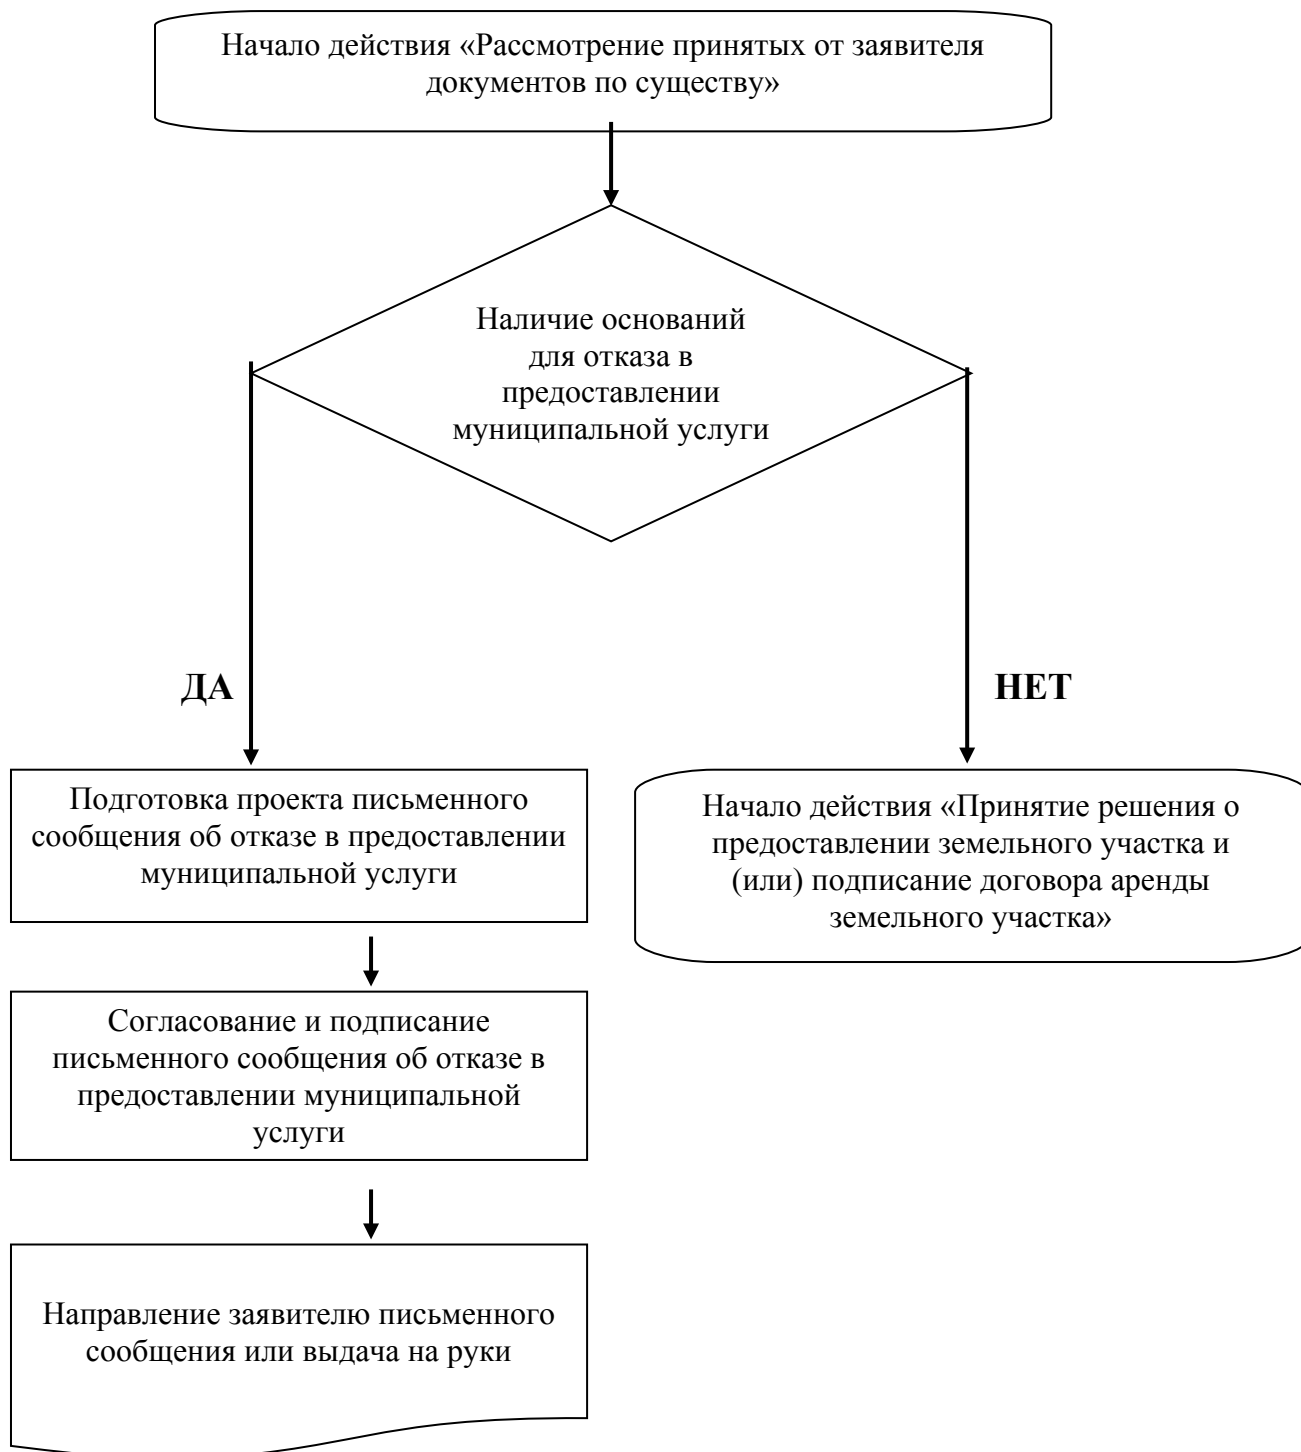 Начало действия «Рассмотрение принятых от заявителя
документов по существу»
Наличие оснований
для отказа в
предоставлении
муниципальной услуги
ДА
НЕТ
Подготовка проекта письменного
сообщения об отказе в предоставлении
муниципальной услуги
Начало действия «Принятие решения о
предоставлении земельного участка и
(или) подписание договора аренды
земельного участка»
Согласование и подписание
письменного сообщения об отказе в
предоставлении муниципальной
услуги
Направление заявителю письменного
сообщения или выдача на руки